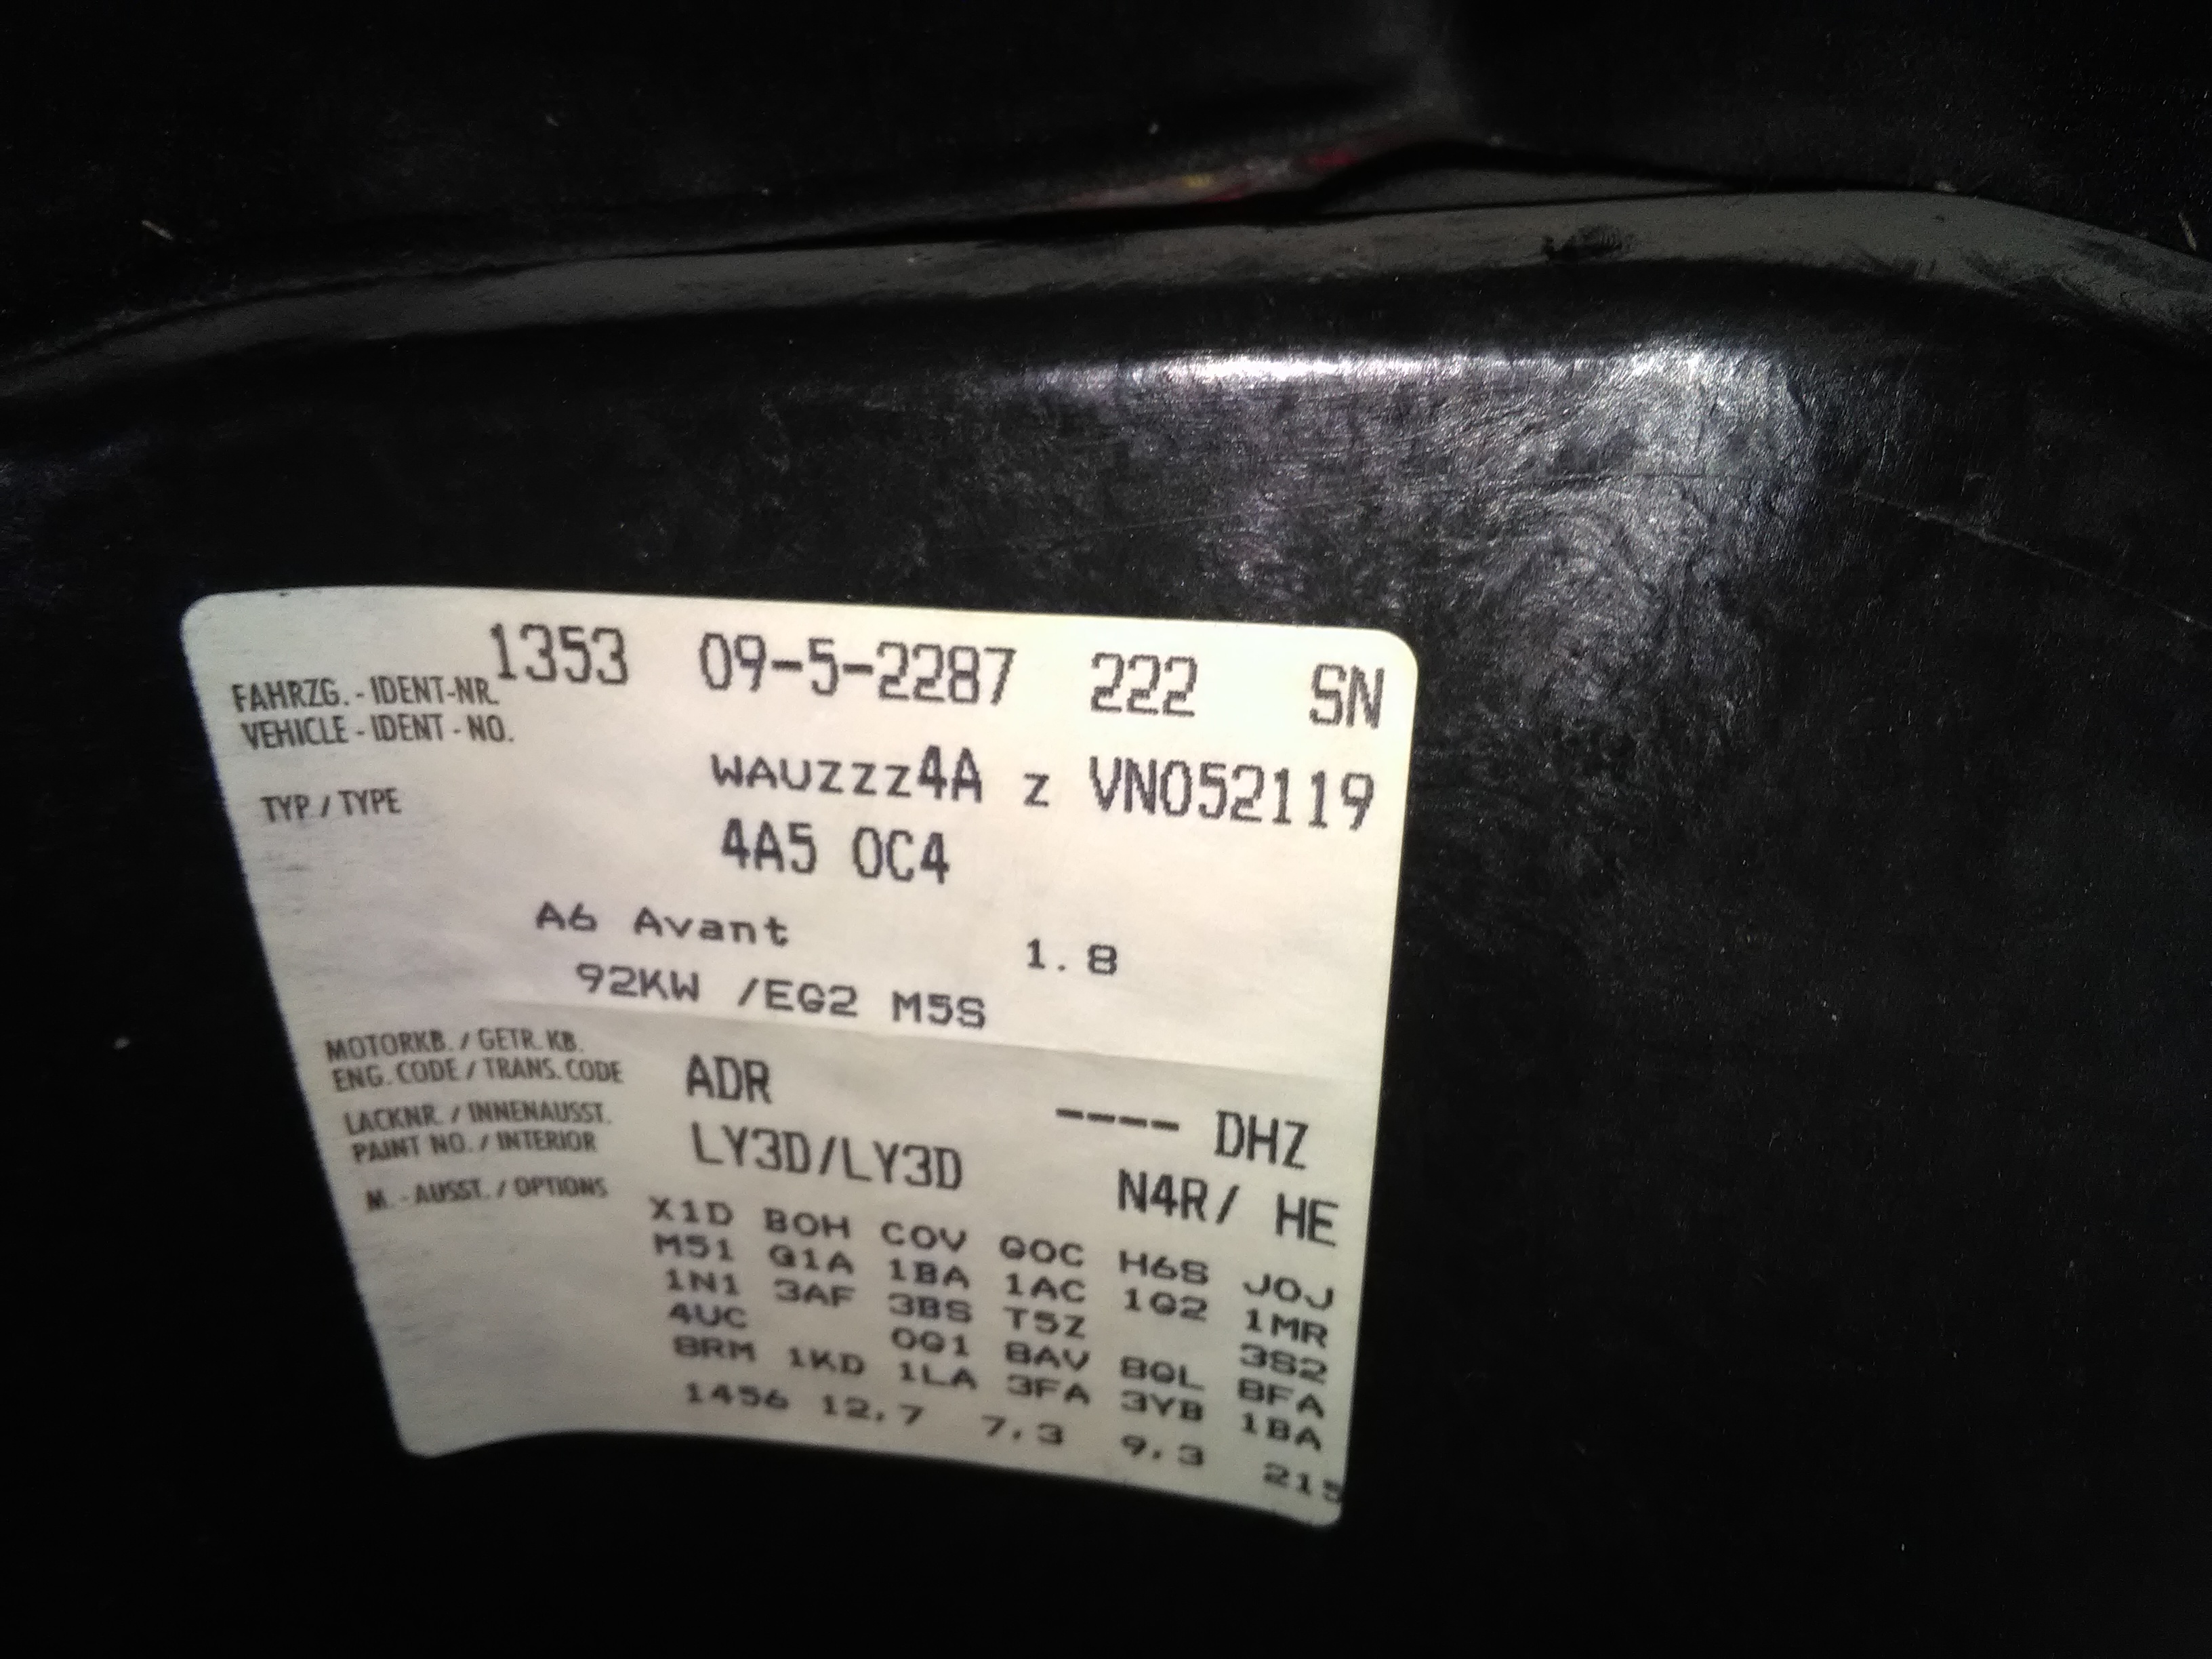 1353 09-5-2287 222 SN
FAHRZG.-IDENT-NR.
VEHICLE-IDENT-NO.
WAUZZZ4A Z VN052119
TYP./TYPE
4A5 0C4
A6 Avant 1.8
92KW /EG2 M5S
MOTORKB./GETR.KB.
ENG.CODE/TRANS.CODE
ADR ---- DHZ
LACKNR./INNENAUSST.
PAINT NO./INTERIOR
LY3D/LY3D N4R/ HE
M.-AUSST./OPTIONS
X1D B0H C0V G0C H6S J0J
M51 G1A 1BA 1AC 1G2 1MR
1N1 3AF 3BS T5Z 3S2
4UC 0G1 8AV 8GL 8FA
8RM 1KD 1LA 3FA 3YB 1BA
1456 12,7 7,3 9,3 215